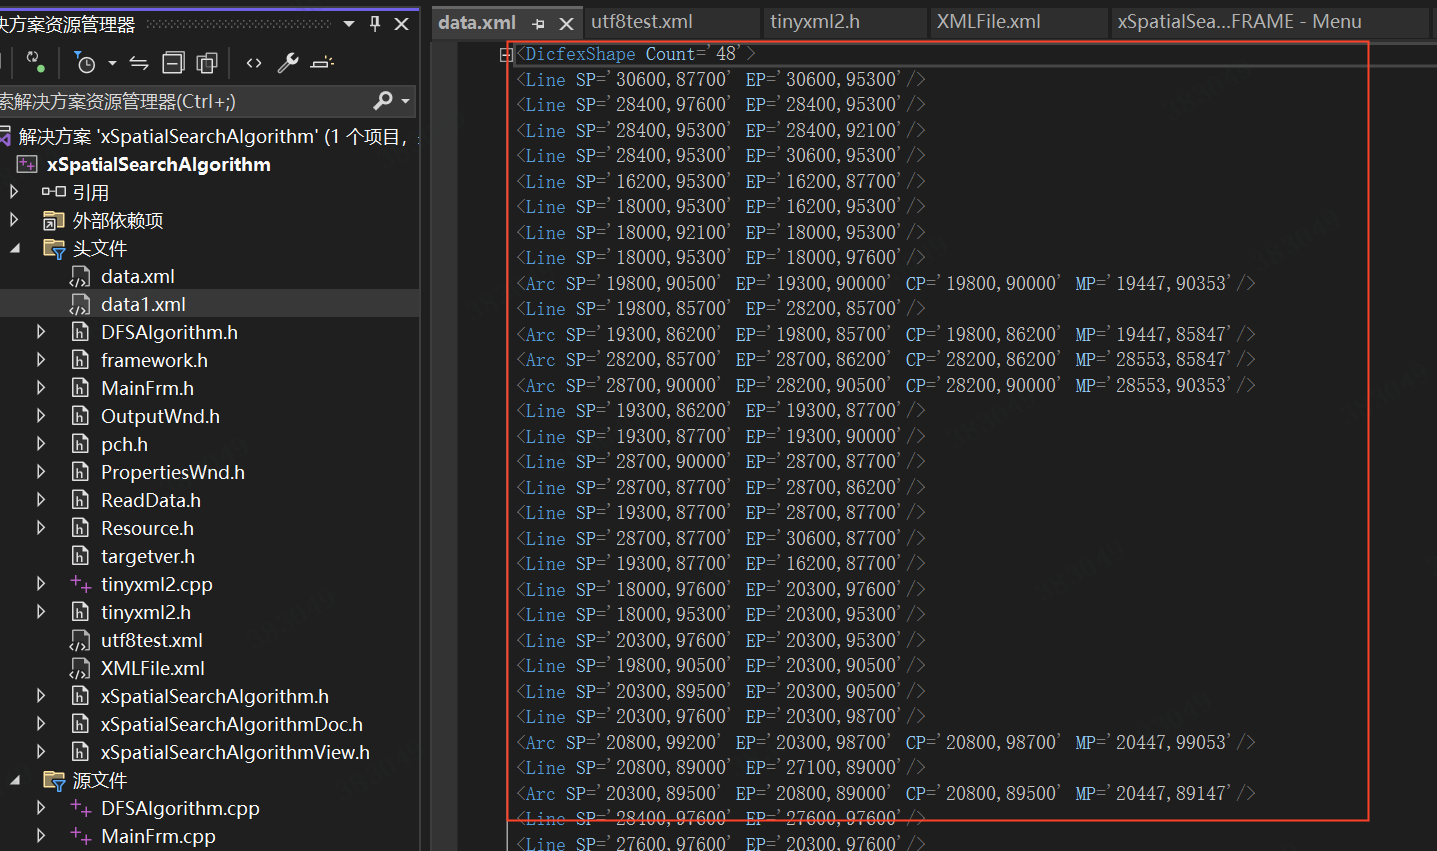 决方案资源管理器
索解决方案资源管理器(Ctrl+;)
解决方案 'xSpatialSearchAlgorithm' (1 个项目,
xSpatialSearchAlgorithm
引用
外部依赖项
头文件
data.xml
data1.xml
DFSAlgorithm.h
framework.h
MainFrm.h
OutputWnd.h
pch.h
PropertiesWnd.h
ReadData.h
Resource.h
targetver.h
tinyxml2.cpp
tinyxml2.h
utf8test.xml
XMLFile.xml
xSpatialSearchAlgorithm.h
xSpatialSearchAlgorithmDoc.h
xSpatialSearchAlgorithmView.h
源文件
DFSAlgorithm.cpp
MainFrm.cpp
data.xml
utf8test.xml
tinyxml2.h
XMLFile.xml
xSpatialSea...FRAME - Menu
<DicfexShape Count='48'>
<Line SP='30600,87700' EP='30600,95300'/>
<Line SP='28400,97600' EP='28400,95300'/>
<Line SP='28400,95300' EP='28400,92100'/>
<Line SP='28400,95300' EP='30600,95300'/>
<Line SP='16200,95300' EP='16200,87700'/>
<Line SP='18000,95300' EP='16200,95300'/>
<Line SP='18000,92100' EP='18000,95300'/>
<Line SP='18000,95300' EP='18000,97600'/>
<Arc SP='19800,90500' EP='19300,90000' CP='19800,90000' MP='19447,90353'/>
<Line SP='19800,85700' EP='28200,85700'/>
<Arc SP='19300,86200' EP='19800,85700' CP='19800,86200' MP='19447,85847'/>
<Arc SP='28200,85700' EP='28700,86200' CP='28200,86200' MP='28553,85847'/>
<Arc SP='28700,90000' EP='28200,90500' CP='28200,90000' MP='28553,90353'/>
<Line SP='19300,86200' EP='19300,87700'/>
<Line SP='19300,87700' EP='19300,90000'/>
<Line SP='28700,90000' EP='28700,87700'/>
<Line SP='28700,87700' EP='28700,86200'/>
<Line SP='19300,87700' EP='28700,87700'/>
<Line SP='28700,87700' EP='30600,87700'/>
<Line SP='19300,87700' EP='16200,87700'/>
<Line SP='18000,97600' EP='20300,97600'/>
<Line SP='18000,95300' EP='20300,95300'/>
<Line SP='20300,97600' EP='20300,95300'/>
<Line SP='19800,90500' EP='20300,90500'/>
<Line SP='20300,89500' EP='20300,90500'/>
<Line SP='20300,97600' EP='20300,98700'/>
<Arc SP='20800,99200' EP='20300,98700' CP='20800,98700' MP='20447,99053'/>
<Line SP='20800,89000' EP='27100,89000'/>
<Arc SP='20300,89500' EP='20800,89000' CP='20800,89500' MP='20447,89147'/>
<Line SP='28400,97600' EP='27600,97600'/>
<Line SP='27600,97600' EP='20300,97600'/>